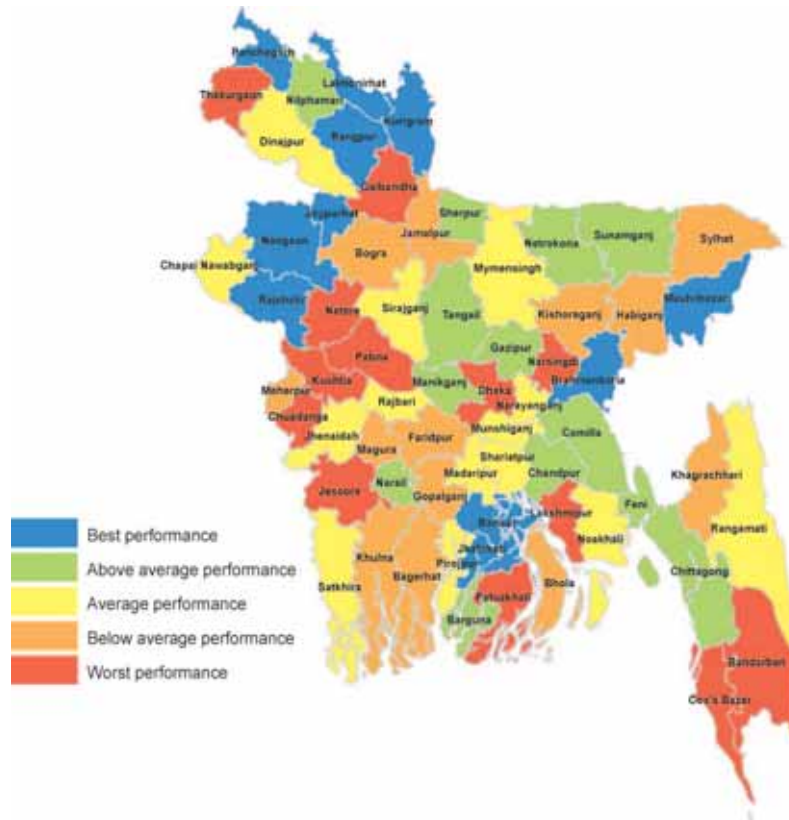 Panchagarh
Thakurgaon
Nilphamari
Lalmonirhat
Dinajpur
Rangpur
Kurigram
Gaibandha
Joyparhat
Sherpur
Naogaon
Jamalpur
Netrokona
Sunamganj
Sylhet
Bogra
Chapai Nawabganj
Mymensingh
Rajshahi
Moulvibazar
Natore
Sirajganj
Tangail
Kishoreganj
Habiganj
Gazipur
Pabna
Narsingdi
Kushtia
Manikganj
Dhaka
Brahmanbaria
Meherpur
Rajbari
Narayanganj
Chuadanga
Jhenaidah
Faridpur
Munshiganj
Comilla
Magura
Shariatpur
Madaripur
Chandpur
Khagrachhari
Jessore
Narail
Gopalganj
Feni
Lakshmipur
Rangamati
Barisal
Noakhali
Khulna
Jhalokati
Pirojpur
Chittagong
Satkhira
Bagerhat
Bhola
Patuakhali
Barguna
Bandarban
Cox's Bazar
Best performance
Above average performance
Average performance
Below average performance
Worst performance